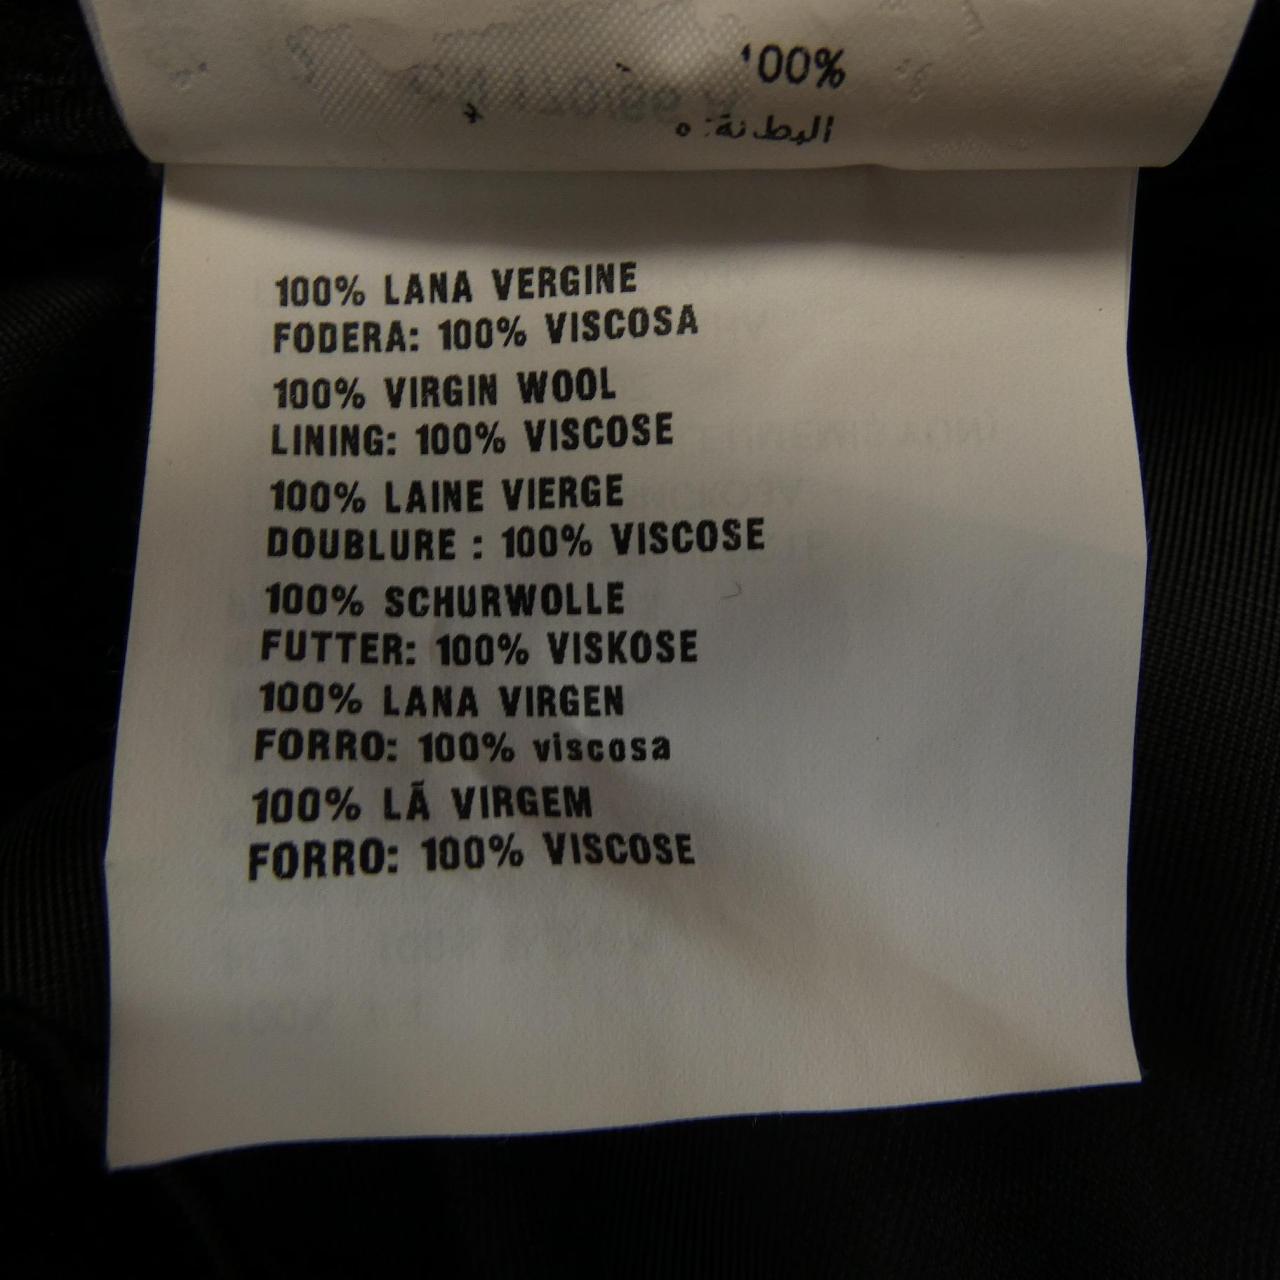 100%
البطانة:
100% LANA VERGINE
FODERA: 100% VISCOSA
100% VIRGIN WOOL
LINING: 100% VISCOSE
100% LAINE VIERGE
DOUBLURE : 100% VISCOSE
100% SCHURWOLLE
FUTTER: 100% VISKOSE
100% LANA VIRGEN
FORRO: 100% viscosa
100% LÃ VIRGEM
FORRO: 100% VISCOSE